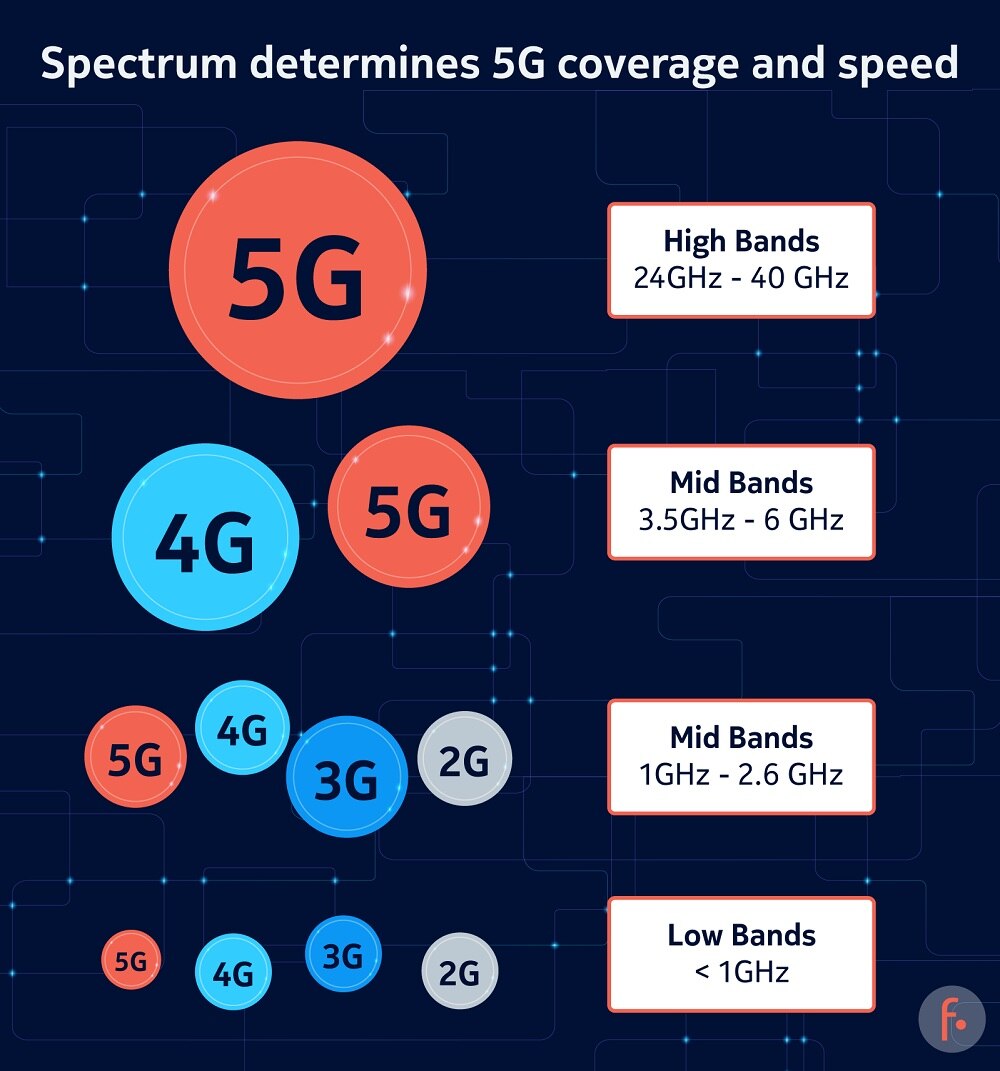 Spectrum determines 5G coverage and speed
5G
High Bands
24GHz - 40 GHz
4G
5G
Mid Bands
3.5GHz - 6 GHz
5G
4G
3G
2G
Mid Bands
1GHz - 2.6 GHz
5G
4G
3G
2G
Low Bands
< 1GHz
f.